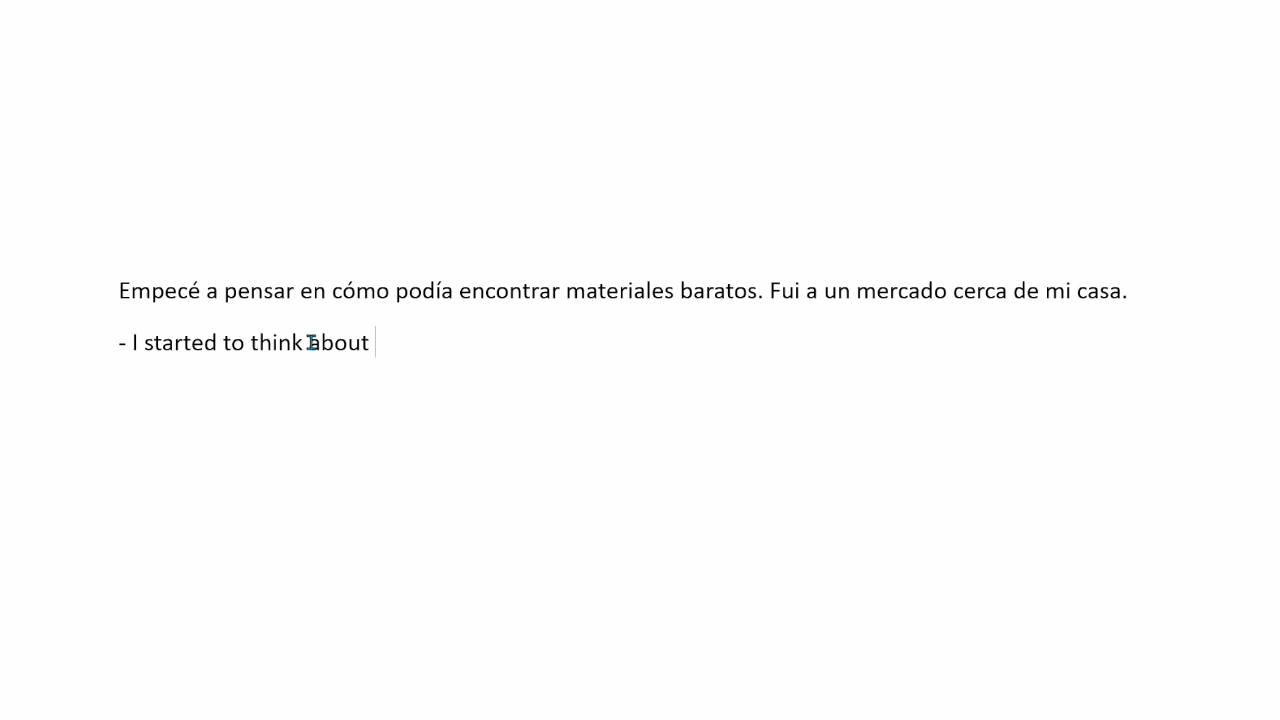 Empecé a pensar en cómo podía encontrar materiales baratos. Fui a un mercado cerca de mi casa.
- I started to think about